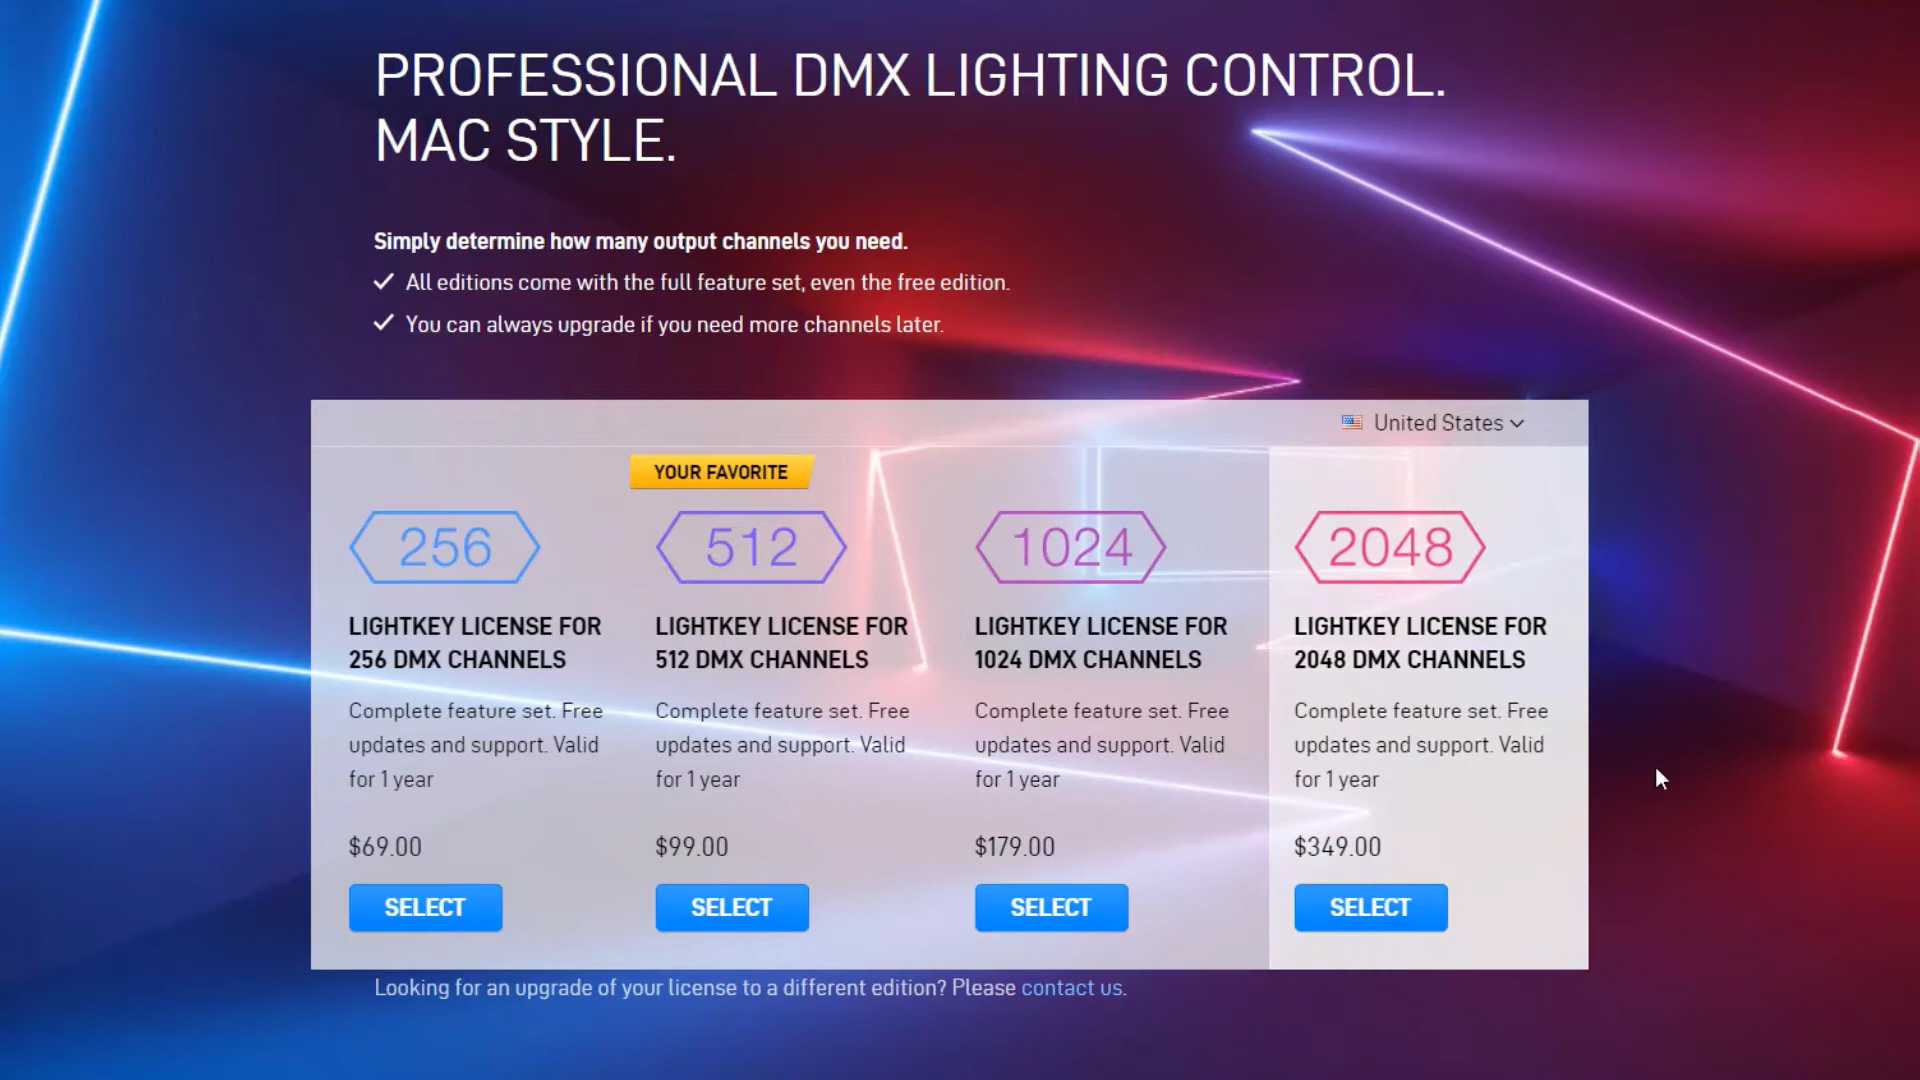 PROFESSIONAL DMX LIGHTING CONTROL.
MAC STYLE.
Simply determine how many output channels you need.
All editions come with the full feature set, even the free edition.
You can always upgrade if you need more channels later.
United States
YOUR FAVORITE
256
LIGHTKEY LICENSE FOR
256 DMX CHANNELS
Complete feature set. Free
updates and support. Valid
for 1 year
$69.00
SELECT
512
LIGHTKEY LICENSE FOR
512 DMX CHANNELS
Complete feature set. Free
updates and support. Valid
for 1 year
$99.00
SELECT
1024
LIGHTKEY LICENSE FOR
1024 DMX CHANNELS
Complete feature set. Free
updates and support. Valid
for 1 year
$179.00
SELECT
2048
LIGHTKEY LICENSE FOR
2048 DMX CHANNELS
Complete feature set. Free
updates and support. Valid
for 1 year
$349.00
SELECT
Looking for an upgrade of your license to a different edition? Please contact us.